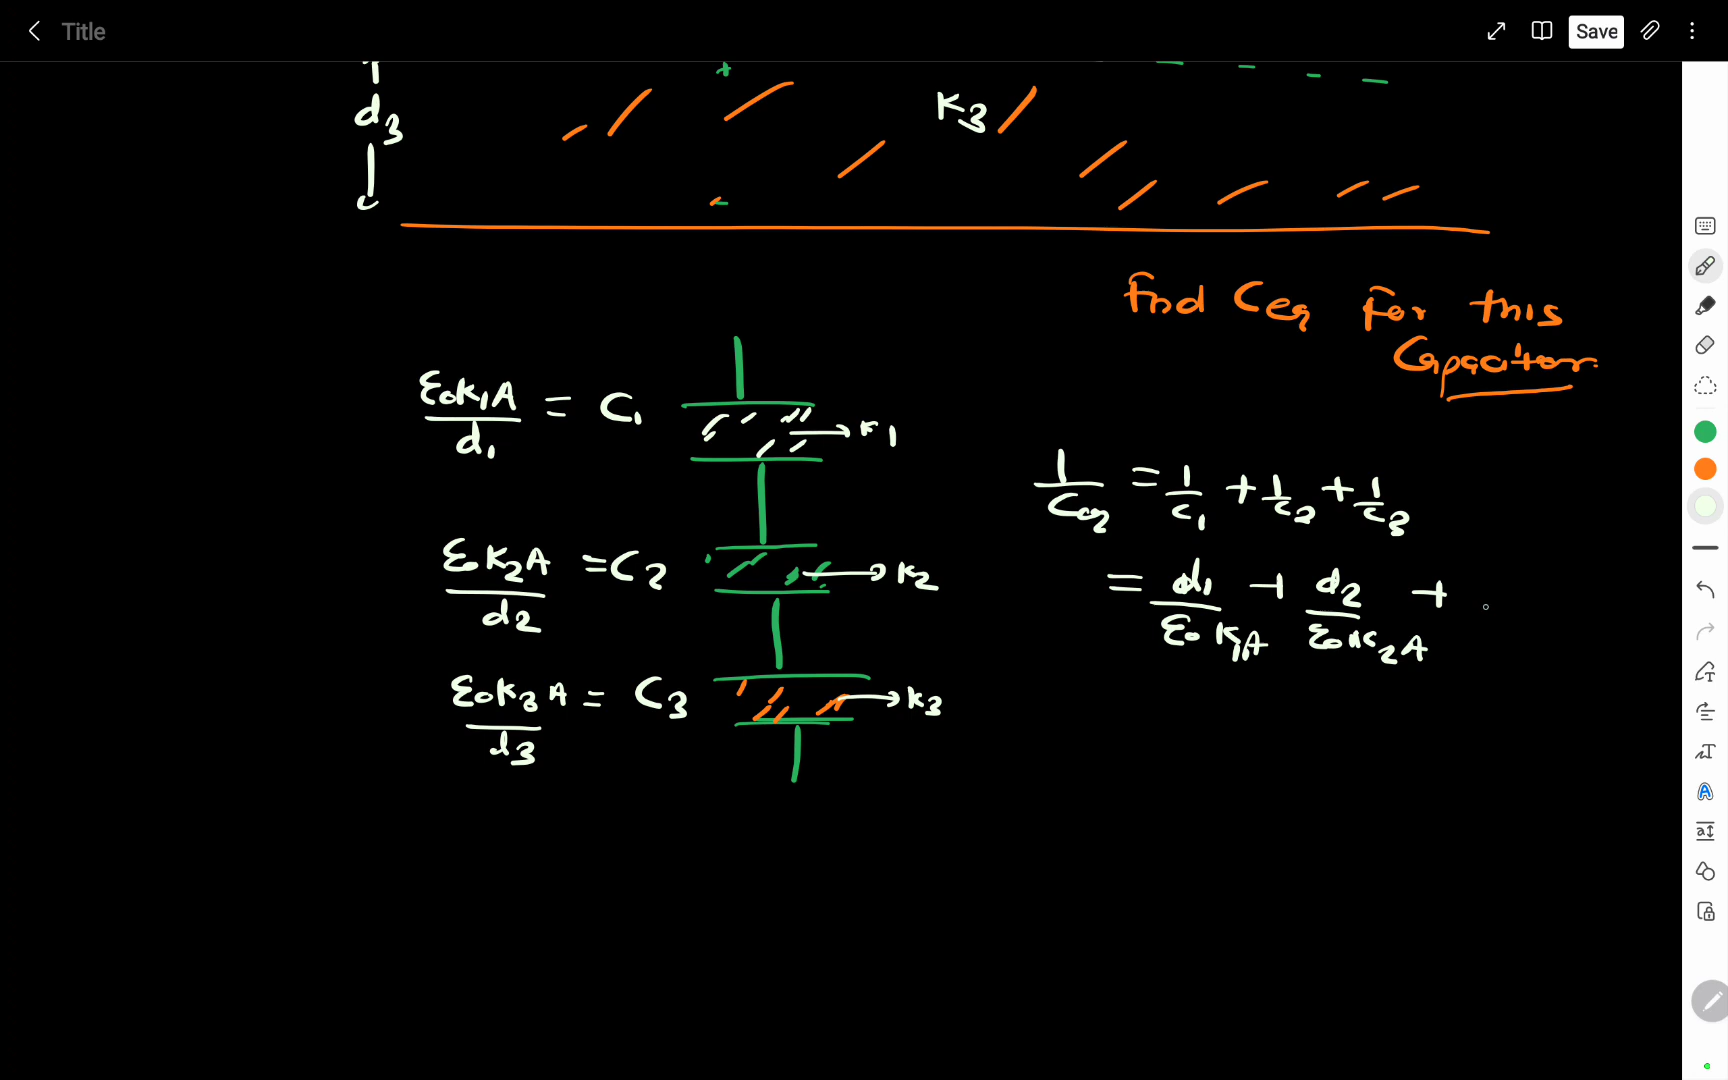 Title
Save
d3
K3
Find Ceq For this
Capacitor.
ε0k1A/d1 = C1
→ K1
1/Ceq = 1/C1 + 1/C2 + 1/C3
ε0K2A/d2 = C2
→ K2
= d1/ε0K1A + d2/ε0K2A +
ε0K3A/d3 = C3
→ K3